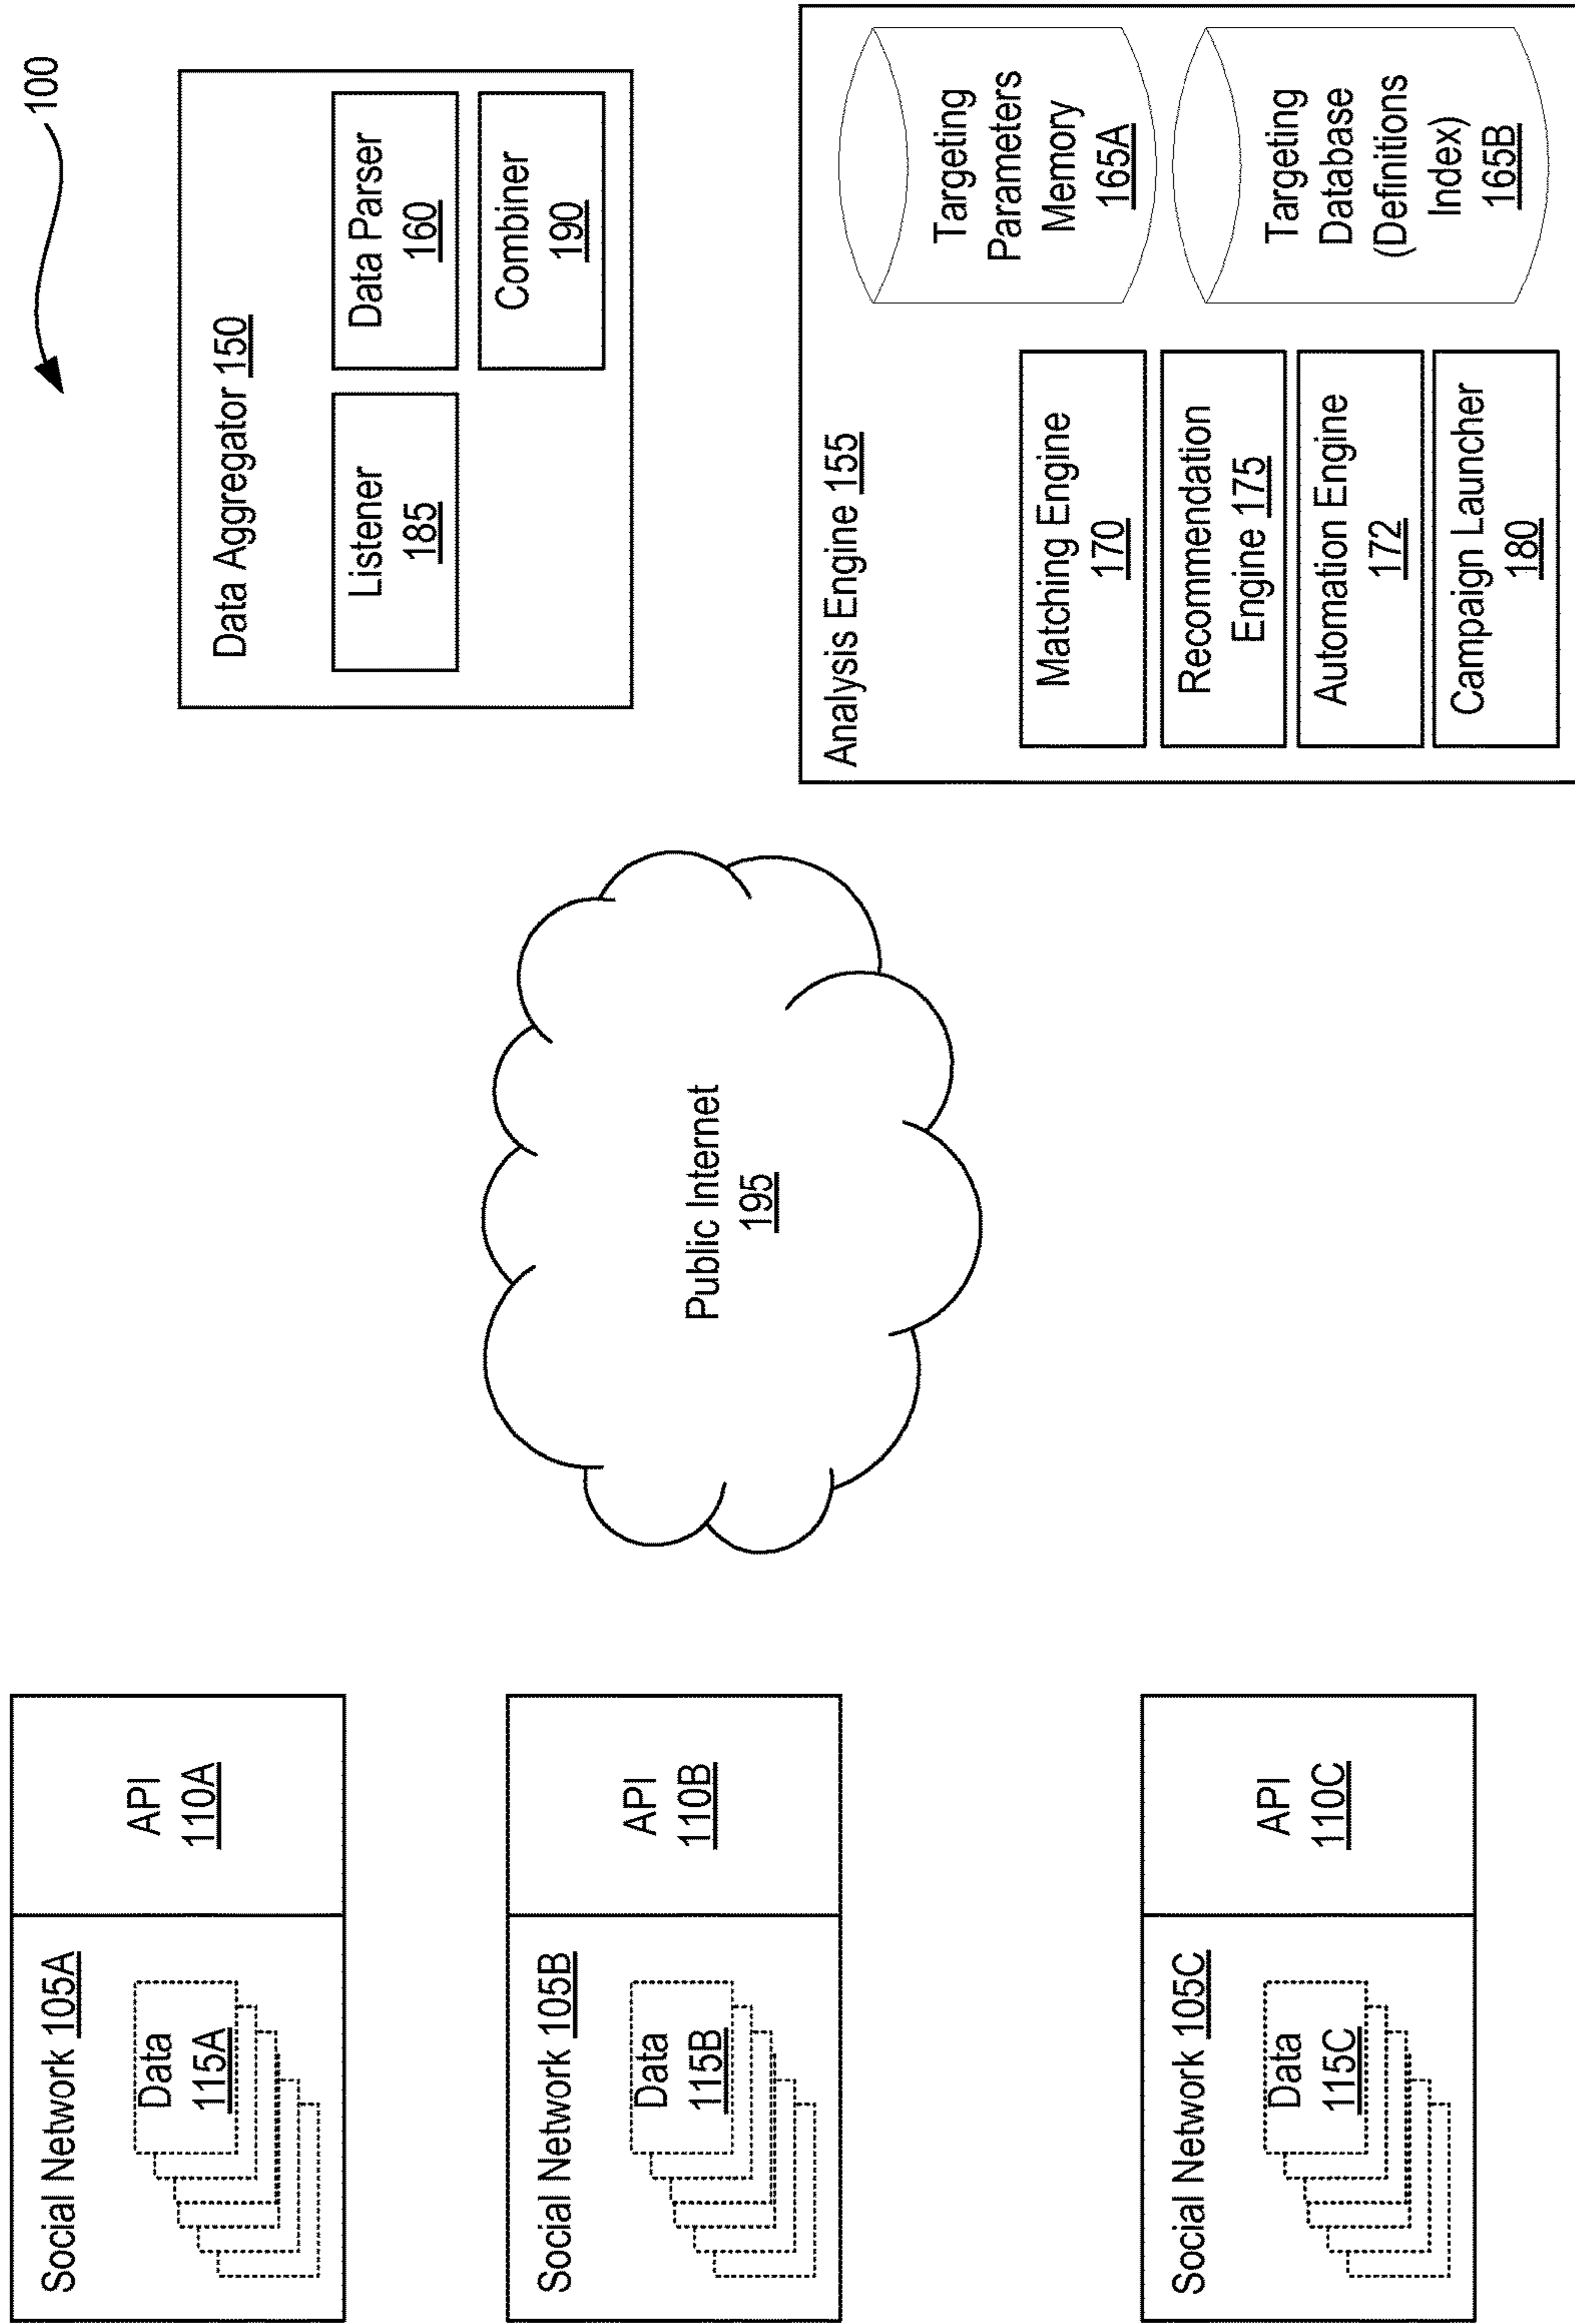 100
Social Network 105A
Data
115A
API
110A
Social Network 105B
Data
115B
API
110B
Social Network 105C
Data
115C
API
110C
Public Internet
195
Data Aggregator 150
Listener
185
Data Parser
160
Combiner
190
Analysis Engine 155
Matching Engine
170
Recommendation
Engine 175
Automation Engine
172
Campaign Launcher
180
Targeting
Parameters
Memory
165A
Targeting
Database
(Definitions
Index)
165B